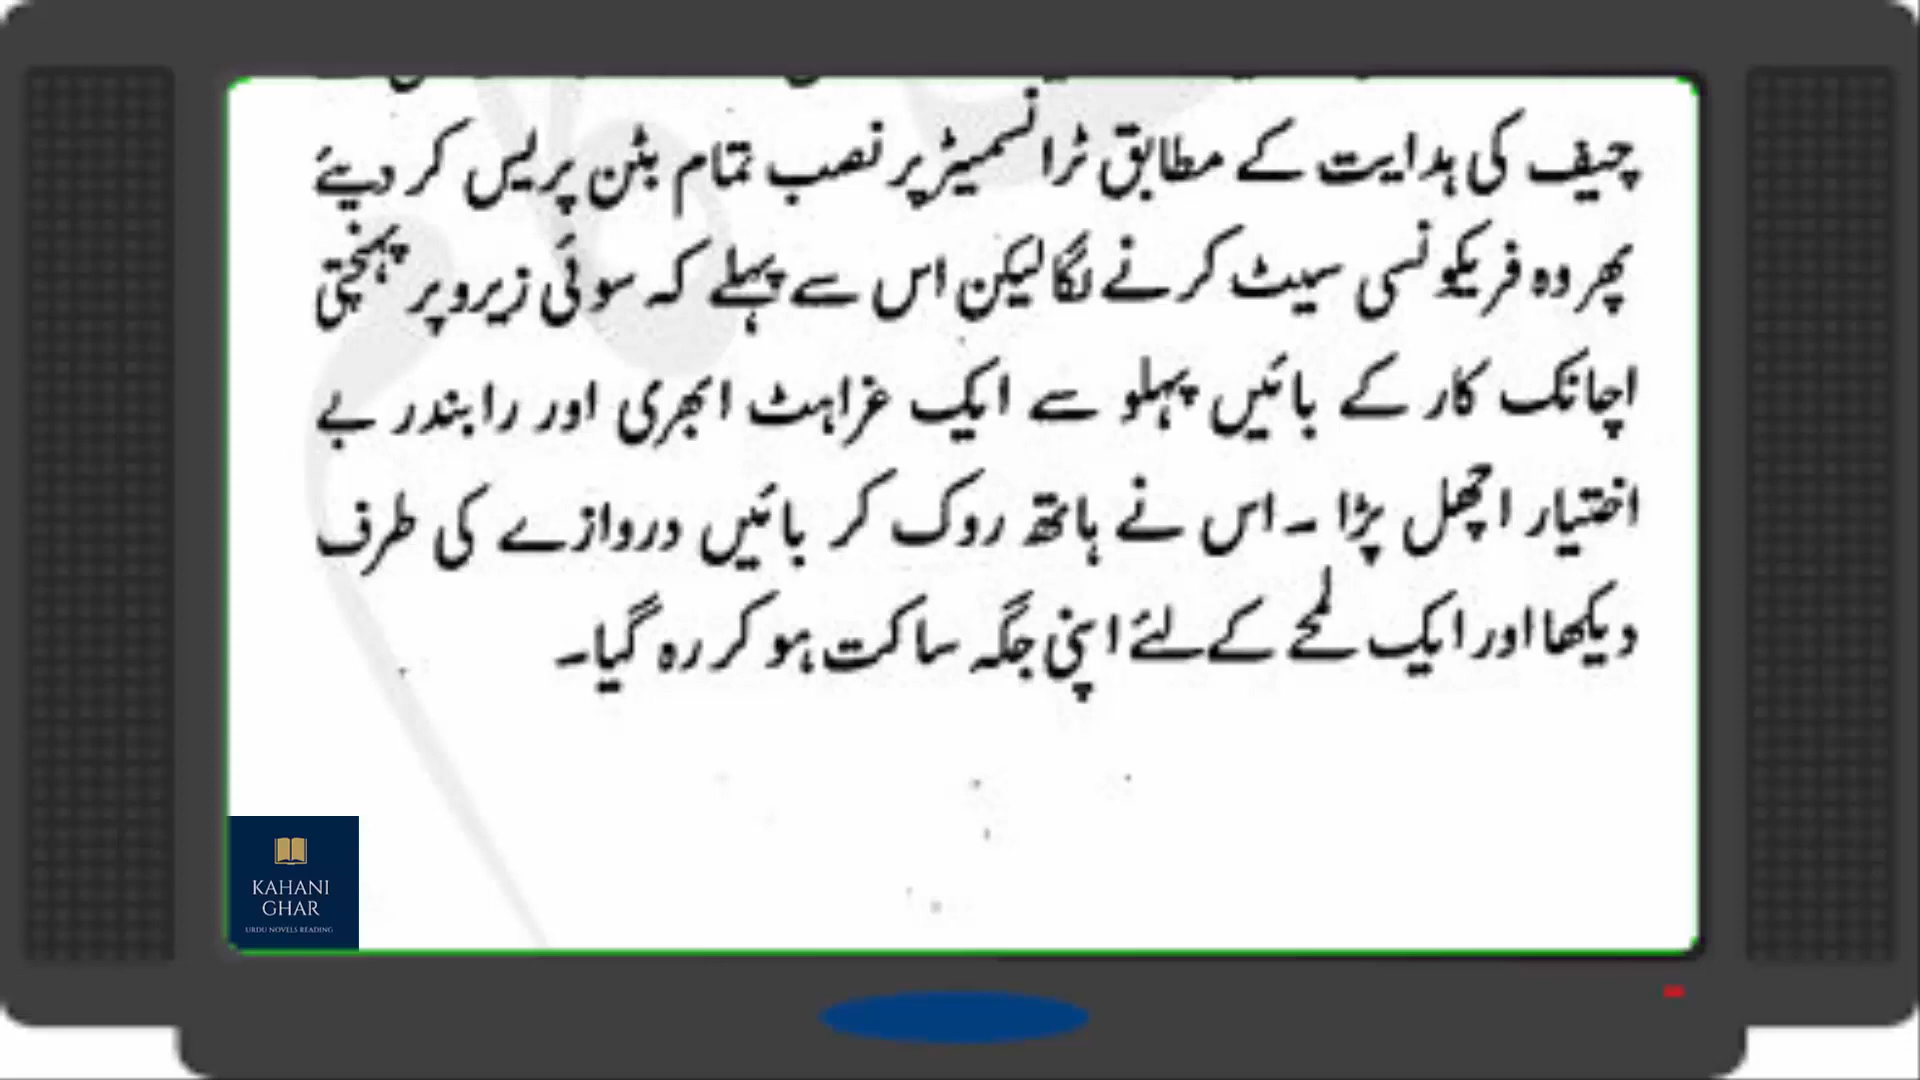 چیف کی ہدایت کے مطابق ٹرانسمیٹر پر نصب تمام بٹن پریس کر دیئے
پھر وہ فریکونسی سیٹ کرنے لگا لیکن اس سے پہلے کہ سوئی زیرو پر پہنچتی
اچانک کار کے بائیں پہلو سے ایک غراہٹ ابھری اور رابندر بے
اختیار اچھل پڑا ۔ اس نے ہاتھ روک کر بائیں دروازے کی طرف
دیکھا اور ایک لمحے کے لئے اپنی جگہ ساکت ہو کر رہ گیا۔
KAHANI
GHAR
URDU NOVELS READING